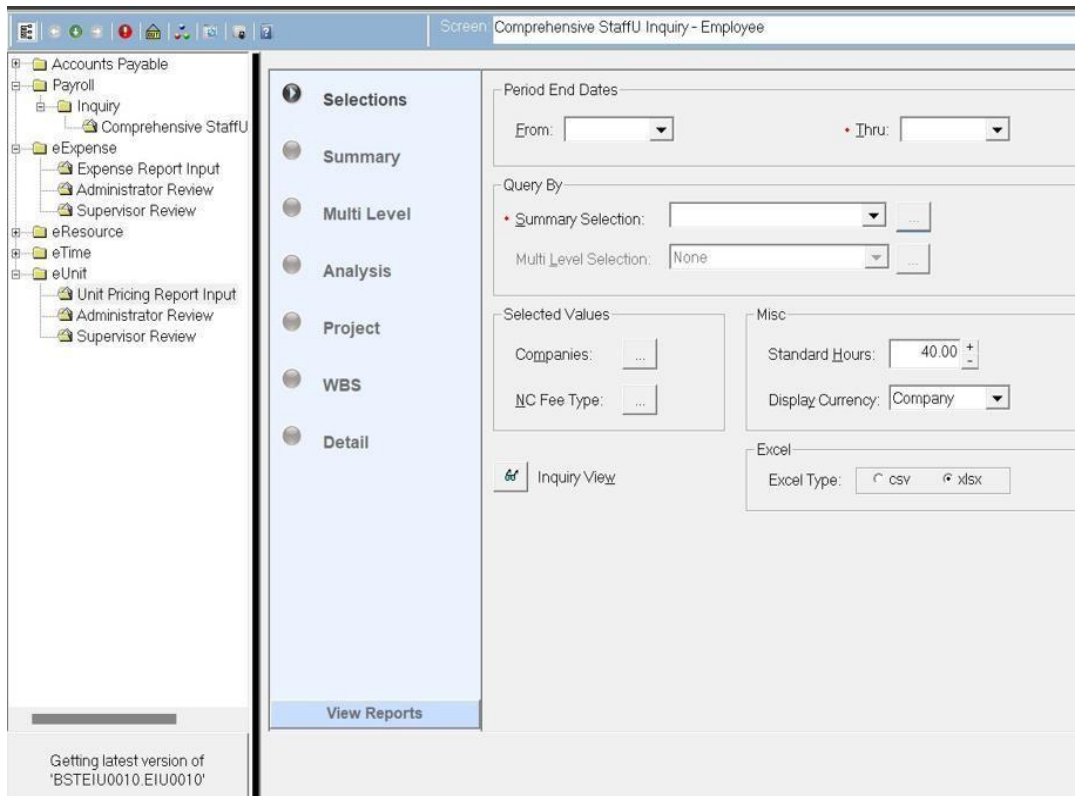 Screen: Comprehensive StaffU Inquiry - Employee
Accounts Payable
Payroll
Inquiry
Comprehensive StaffU
eExpense
Expense Report Input
Administrator Review
Supervisor Review
eResource
eTime
eUnit
Unit Pricing Report Input
Administrator Review
Supervisor Review
Getting latest version of
'BSTEIU0010.EIU0010'
Selections
Summary
Multi Level
Analysis
Project
WBS
Detail
View Reports
Period End Dates
From:
Thru:
Query By
Summary Selection:
...
Multi Level Selection: None
...
Selected Values
Companies: ...
NC Fee Type: ...
Misc
Standard Hours: 40.00 + -
Display Currency: Company
Inquiry View
Excel
Excel Type: csv xlsx